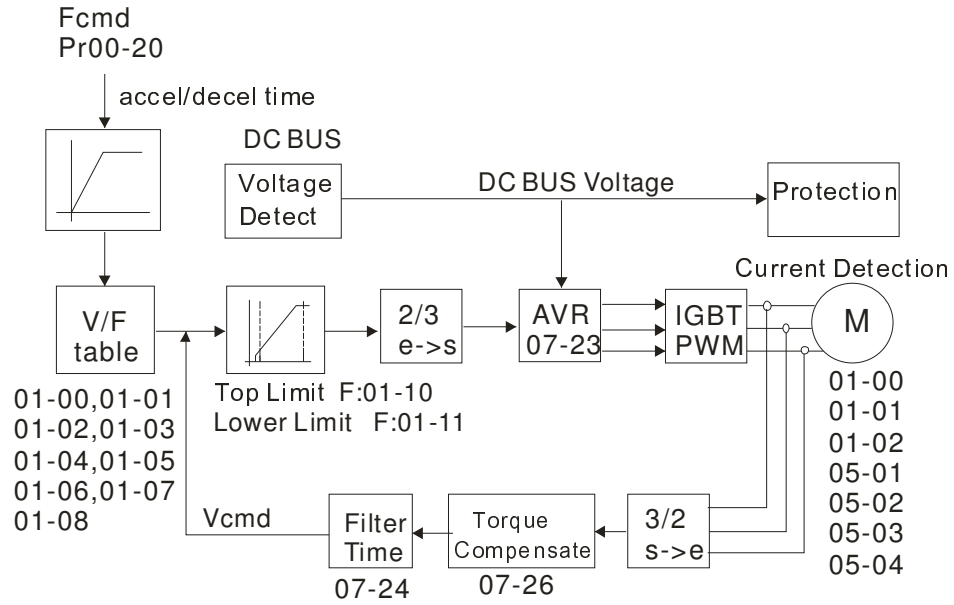 Fcmd
Pr00-20
accel/decel time
DC BUS
Voltage
Detect
DC BUS Voltage
Protection
Current Detection
V/F
table
2/3
e->s
AVR
07-23
IGBT
PWM
M
01-00,01-01
01-02,01-03
01-04,01-05
01-06,01-07
01-08
Top Limit F:01-10
Lower Limit F:01-11
01-00
01-01
01-02
05-01
05-02
05-03
05-04
Vcmd
Filter
Time
07-24
Torque
Compensate
07-26
3/2
s->e